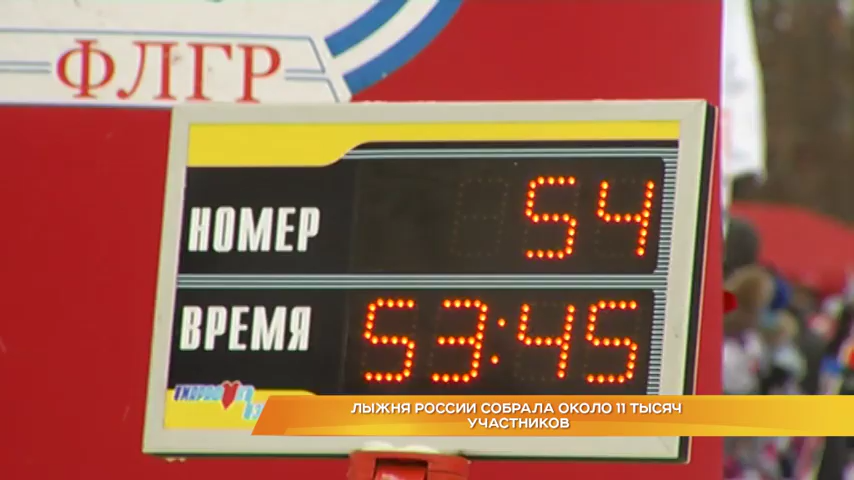 ФЛГР
НОМЕР 54
ВРЕМЯ 53:45
ЛЫЖНЯ РОССИИ СОБРАЛА ОКОЛО 11 ТЫСЯЧ
УЧАСТНИКОВ